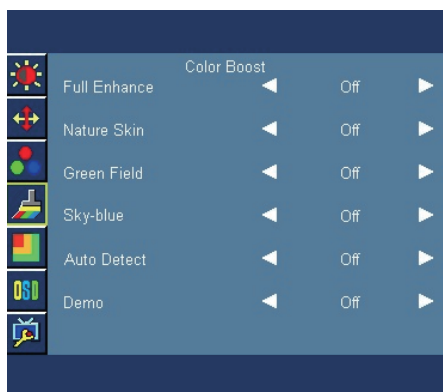 Color Boost
Full Enhance Off
Nature Skin Off
Green Field Off
Sky-blue Off
Auto Detect Off
OSD
Demo Off